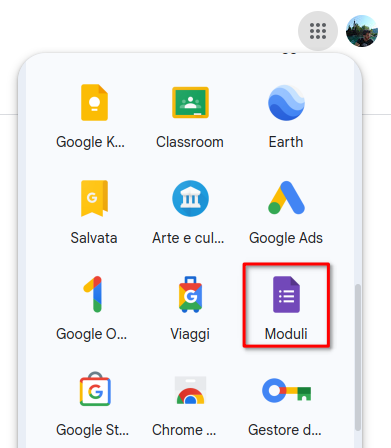 Google K...
Classroom
Earth
Salvata
Arte e cul...
Google Ads
Google O...
Viaggi
Moduli
Google St...
Chrome ...
Gestore d...